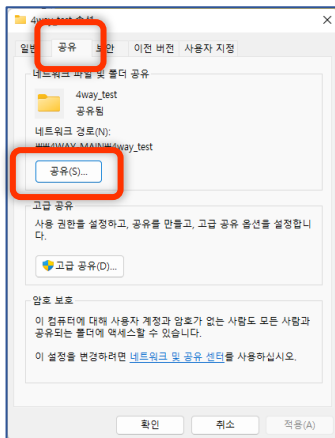 4way_test 속성
일반 공유 보안 이전 버전 사용자 지정
네트워크 파일 및 폴더 공유
4way_test
공유됨
네트워크 경로(N):
₩₩4WAY-MAIN₩4way_test
공유(S)...
고급 공유
사용 권한을 설정하고, 공유를 만들고, 고급 공유 옵션을 설정합니
다.
고급 공유(D)...
암호 보호
이 컴퓨터에 대해 사용자 계정과 암호가 없는 사람도 모든 사람과
공유되는 폴더에 액세스할 수 있습니다.
이 설정을 변경하려면 네트워크 및 공유 센터를 사용하십시오.
확인 취소 적용(A)